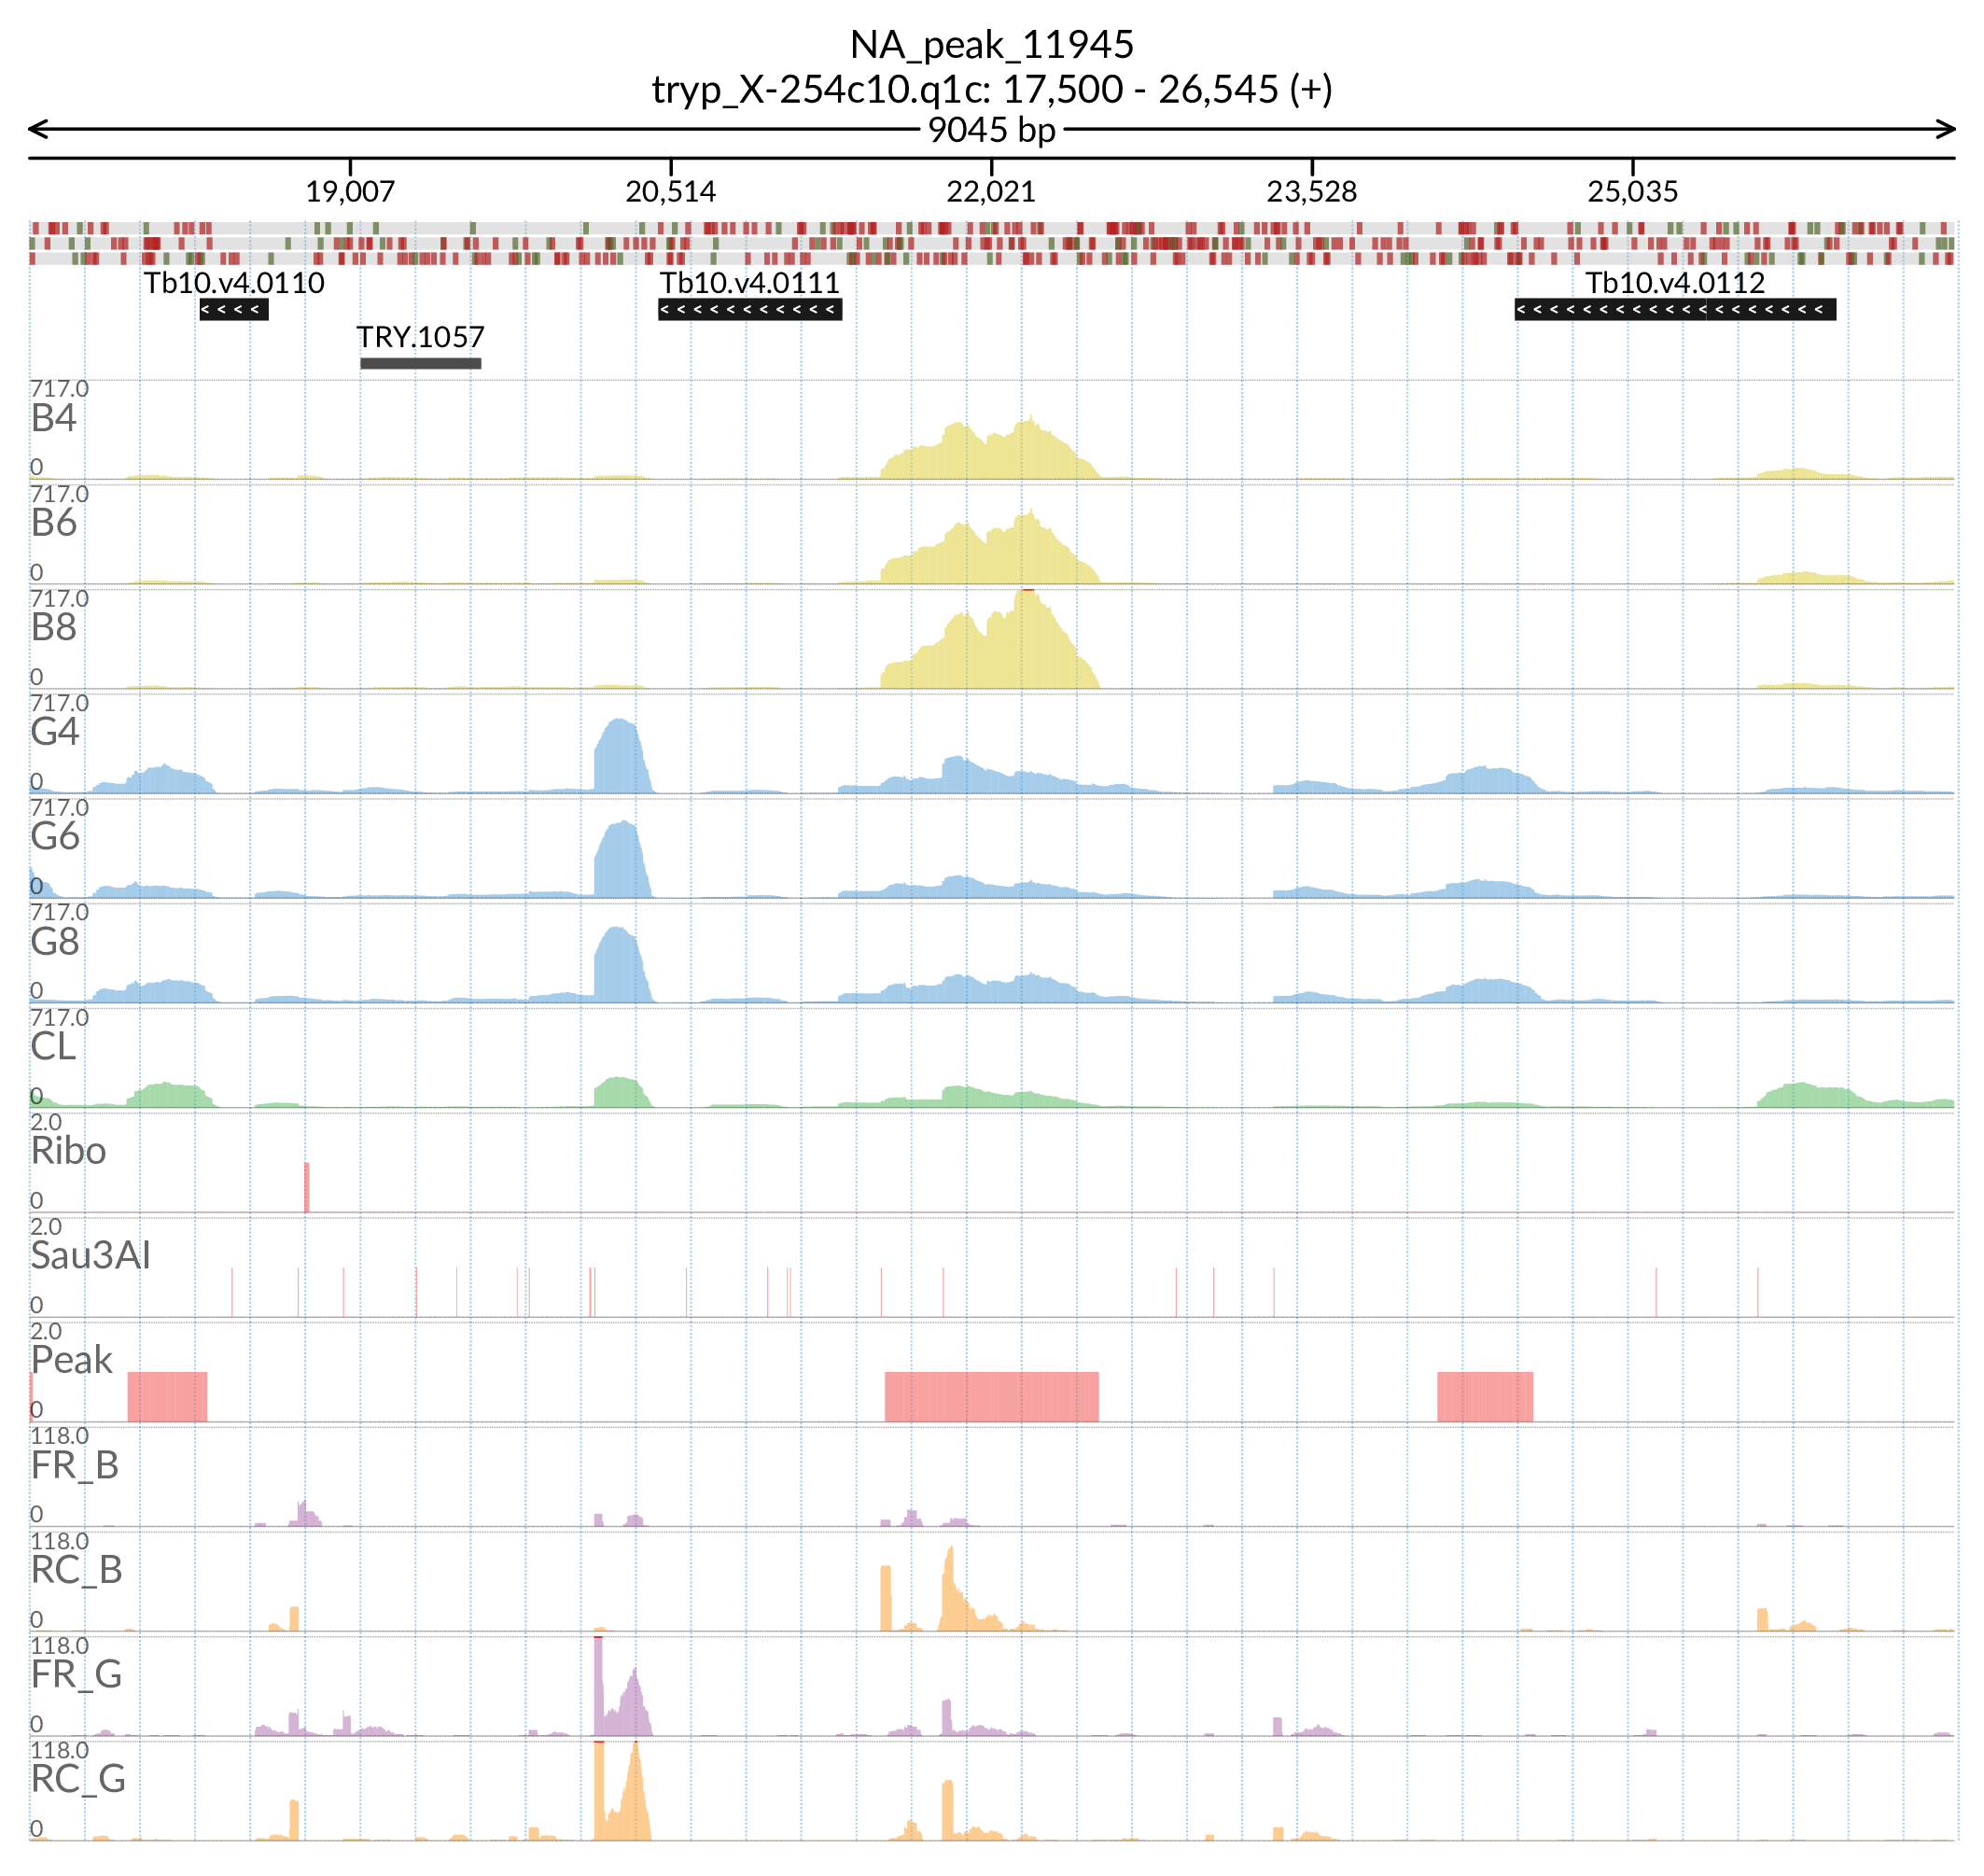 NA_peak_11945
tryp_X-254c10.q1c: 17,500 - 26,545 (+)
9045 bp
19,007 20,514 22,021 23,528 25,035
Tb10.v4.0110 Tb10.v4.0111 Tb10.v4.0112
TRY.1057
717.0
B4
0
717.0
B6
0
717.0
B8
0
717.0
G4
0
717.0
G6
0
717.0
G8
0
717.0
CL
0
2.0
Ribo
0
2.0
Sau3AI
0
2.0
Peak
0
118.0
FR_B
0
118.0
RC_B
0
118.0
FR_G
0
118.0
RC_G
0